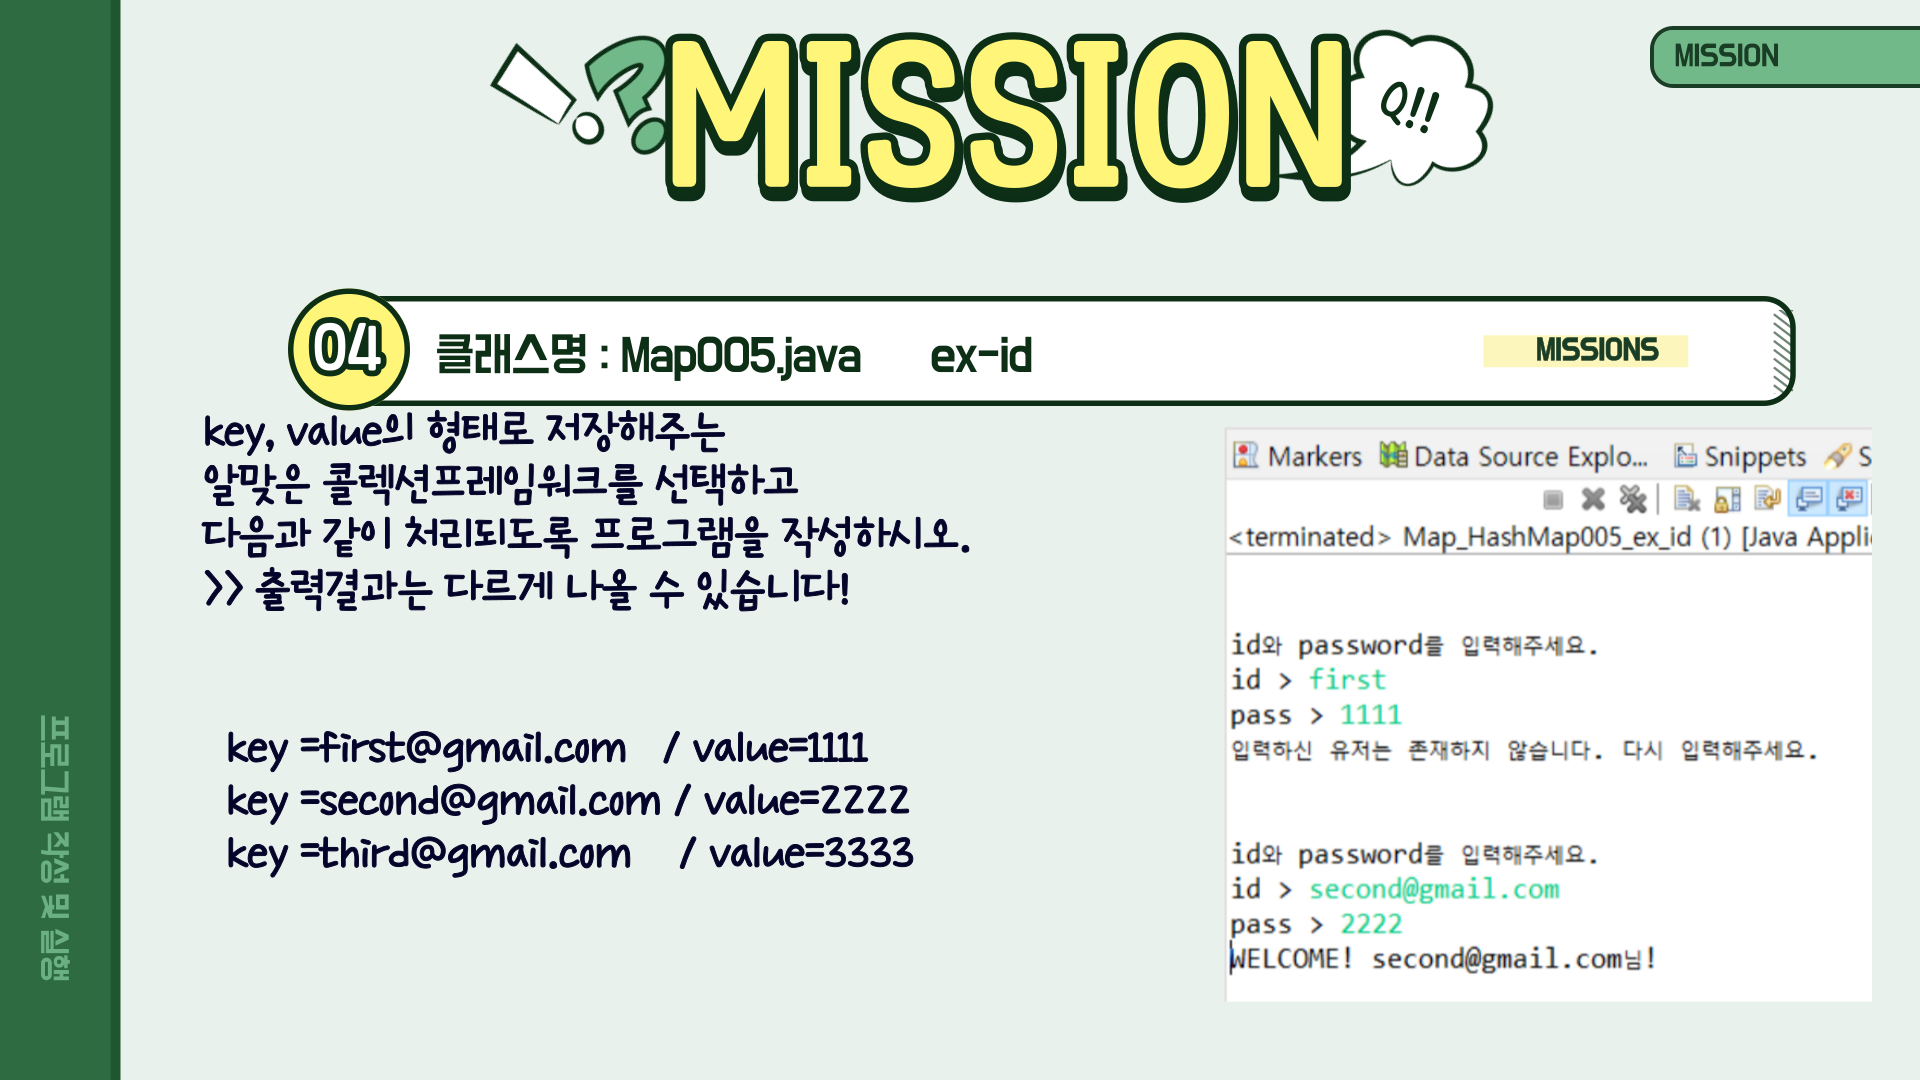 MISSION
Q!!
MISSION
04
클래스명 : Map005.java ex-id
MISSIONS
key, value의 형태로 저장해주는
알맞은 콜렉션프레임워크를 선택하고
다음과 같이 처리되도록 프로그램을 작성하시오.
>> 출력결과는 다르게 나올 수 있습니다!
key =first@gmail.com / value=1111
key =second@gmail.com / value=2222
key =third@gmail.com / value=3333
Markers Data Source Explo... Snippets S
<terminated> Map_HashMap005_ex_id (1) [Java Appli
id와 password를 입력해주세요.
id > first
pass > 1111
입력하신 유저는 존재하지 않습니다. 다시 입력해주세요.
id와 password를 입력해주세요.
id > second@gmail.com
pass > 2222
WELCOME! second@gmail.com님!
프로그램 작성 및 실행